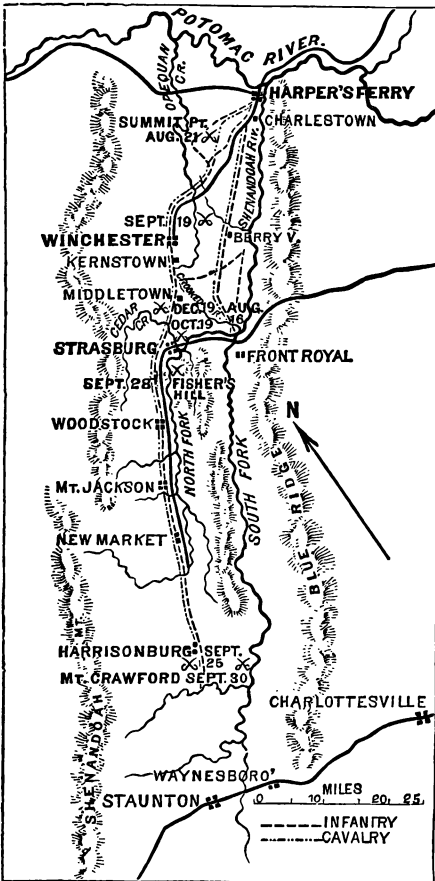 POTOMAC
RIVER.
OPEQUAN
CR.
HARPER'S FERRY
CHARLESTOWN
SUMMIT PT.
AUG. 21
SHENANDOAH RIV.
SEPT. 19
WINCHESTER
BERRYV.
KERNSTOWN
MIDDLETOWN
CEDAR
CR.
DEC. 19
OCT. 19
AUG.
16
STRASBURG
FRONT ROYAL
SEPT. 28
FISHER'S
HILL
N
WOODSTOCK
NORTH FORK
MT. JACKSON
SOUTH FORK
BLUE RIDGE
NEW MARKET
HARRISONBURG
SEPT.
25
MT. CRAWFORD SEPT. 30
SHENANDOAH MT.
CHARLOTTESVILLE
WAYNESBORO'
STAUNTON
MILES
0 10 20 25
INFANTRY
CAVALRY